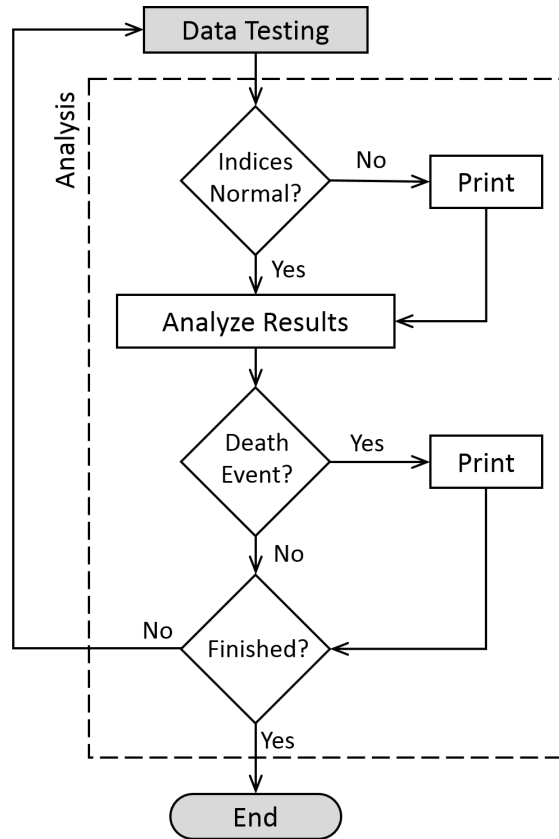 Data Testing
Analysis
Indices
Normal?
No
Print
Yes
Analyze Results
Death
Event?
Yes
Print
No
Finished?
No
Yes
End